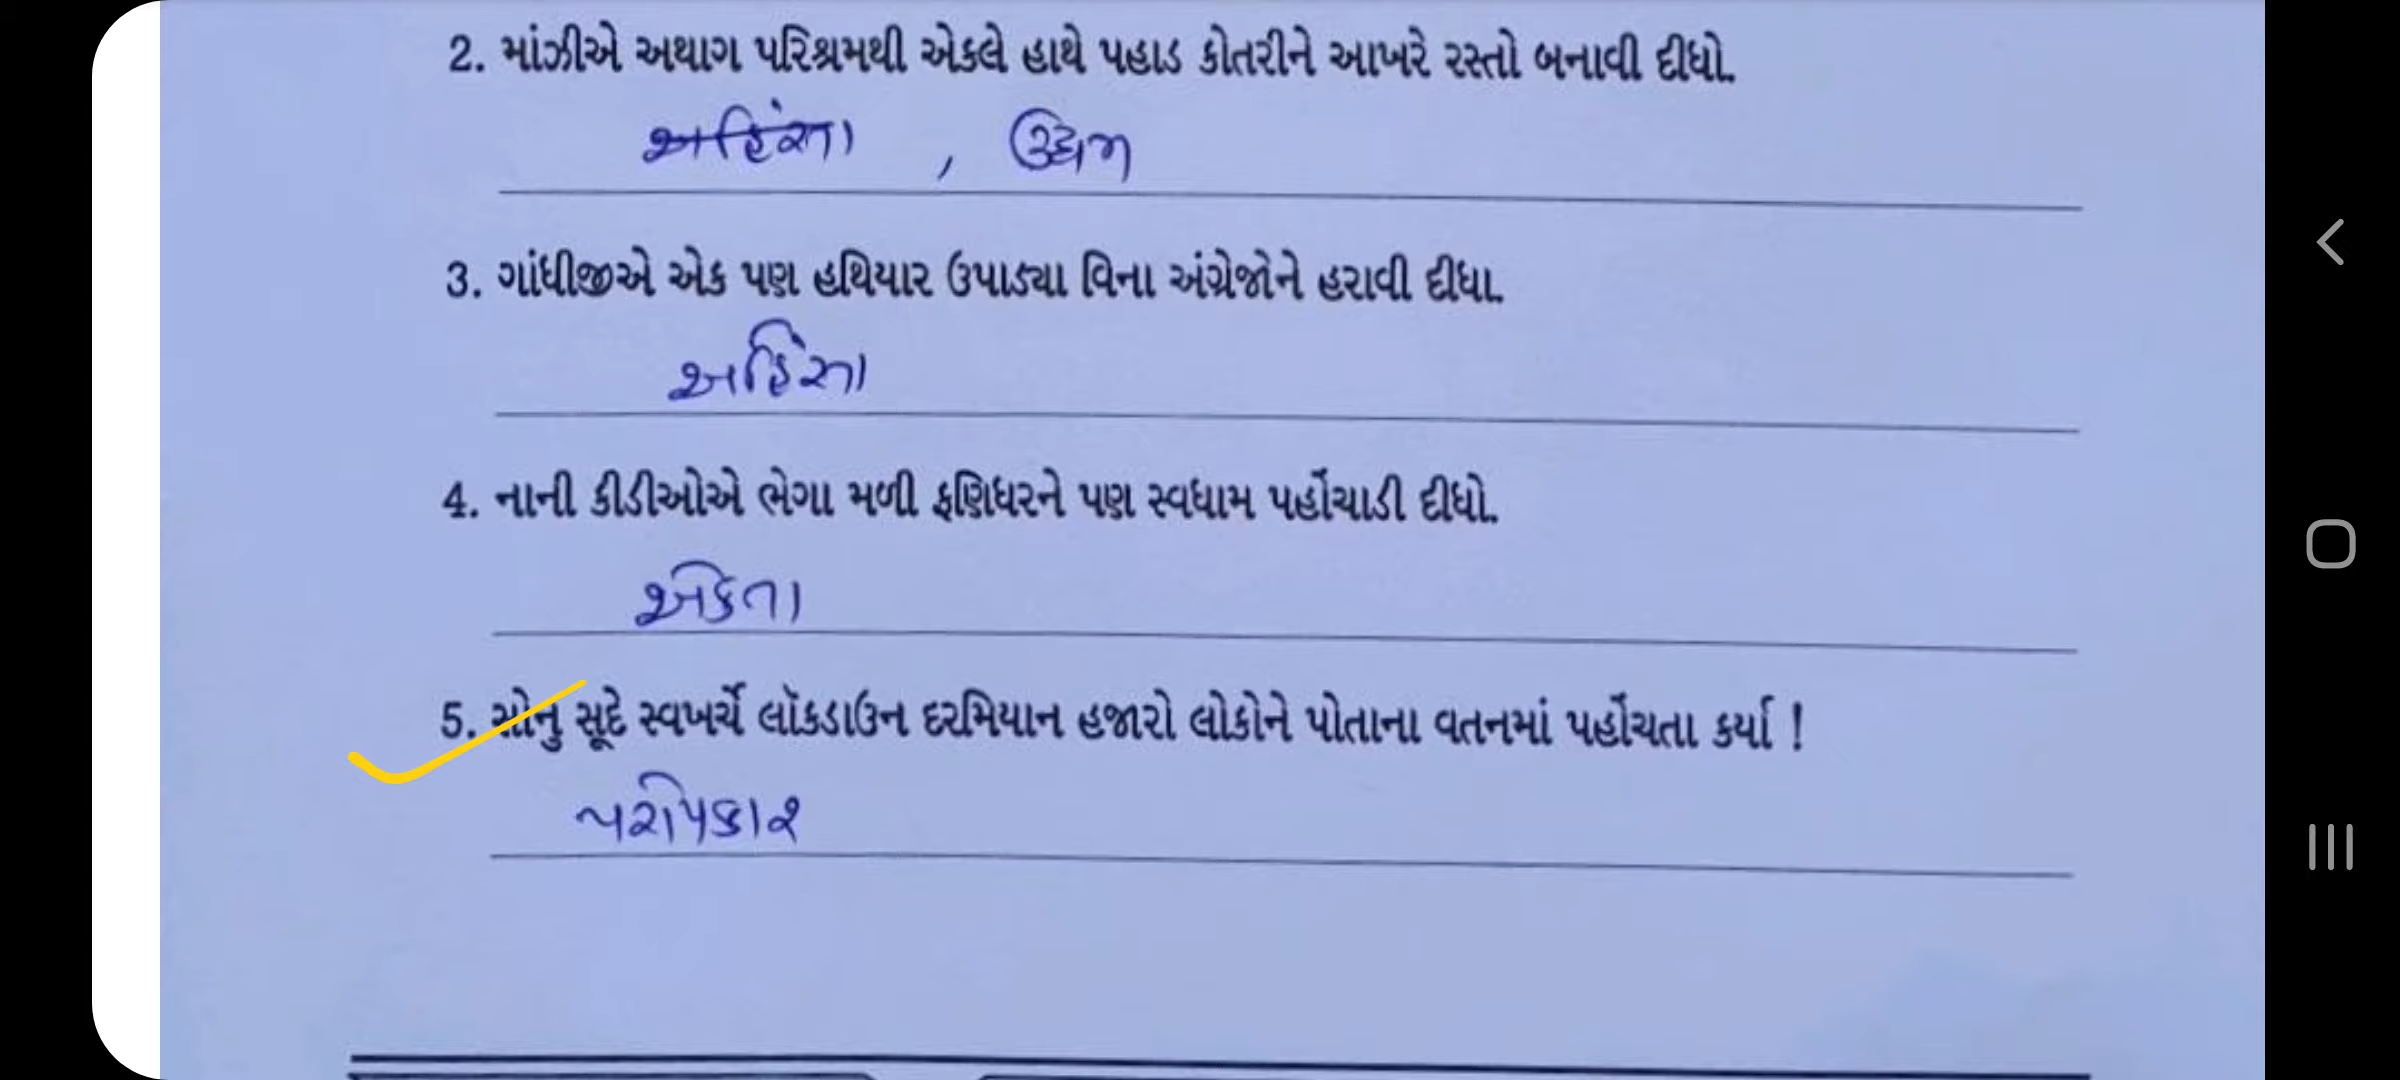 2. માંઝીએ અથાગ પરિશ્રમથી એકલે હાથે પહાડ કોતરીને આખરે રસ્તો બનાવી દીધો.
અહિંસા , ઉદ્યમ
3. ગાંધીજીએ એક પણ હથિયાર ઉપાડ્યા વિના અંગ્રેજોને હરાવી દીધા.
અહિંસા
4. નાની કીડીઓએ ભેગા મળી ફણિધરને પણ સ્વધામ પહોંચાડી દીધો.
એકતા
5. સોનુ સૂદે સ્વખર્ચે લૉકડાઉન દરમિયાન હજારો લોકોને પોતાના વતનમાં પહોંચતા કર્યા !
પરોપકાર